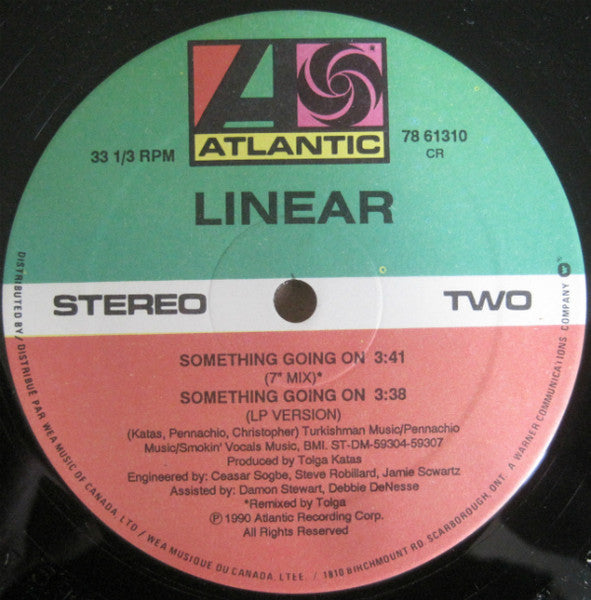 ATLANTIC
33 1/3 RPM
78 61310
CR
LINEAR
STEREO
TWO
SOMETHING GOING ON 3:41
(7" MIX)*
SOMETHING GOING ON 3:38
(LP VERSION)
(Katas, Pennachio, Christopher) Turkishman Music/Pennachio
Music/Smokin' Vocals Music, BMI. ST-DM-59304-59307
Produced by Tolga Katas
Engineered by: Ceasar Sogbe, Steve Robillard, Jamie Scwartz
Assisted by: Damon Stewart, Debbie DeNesse
*Remixed by Tolga
℗ 1990 Atlantic Recording Corp.
All Rights Reserved
DISTRIBUTED BY/DISTRIBUÉ PAR WEA MUSIC OF CANADA, LTD / WEA MUSIQUE DU CANADA, LTEE. / 1810 BIRCHMOUNT RD, SCARBOROUGH, ONT. A WARNER COMMUNICATIONS COMPANY